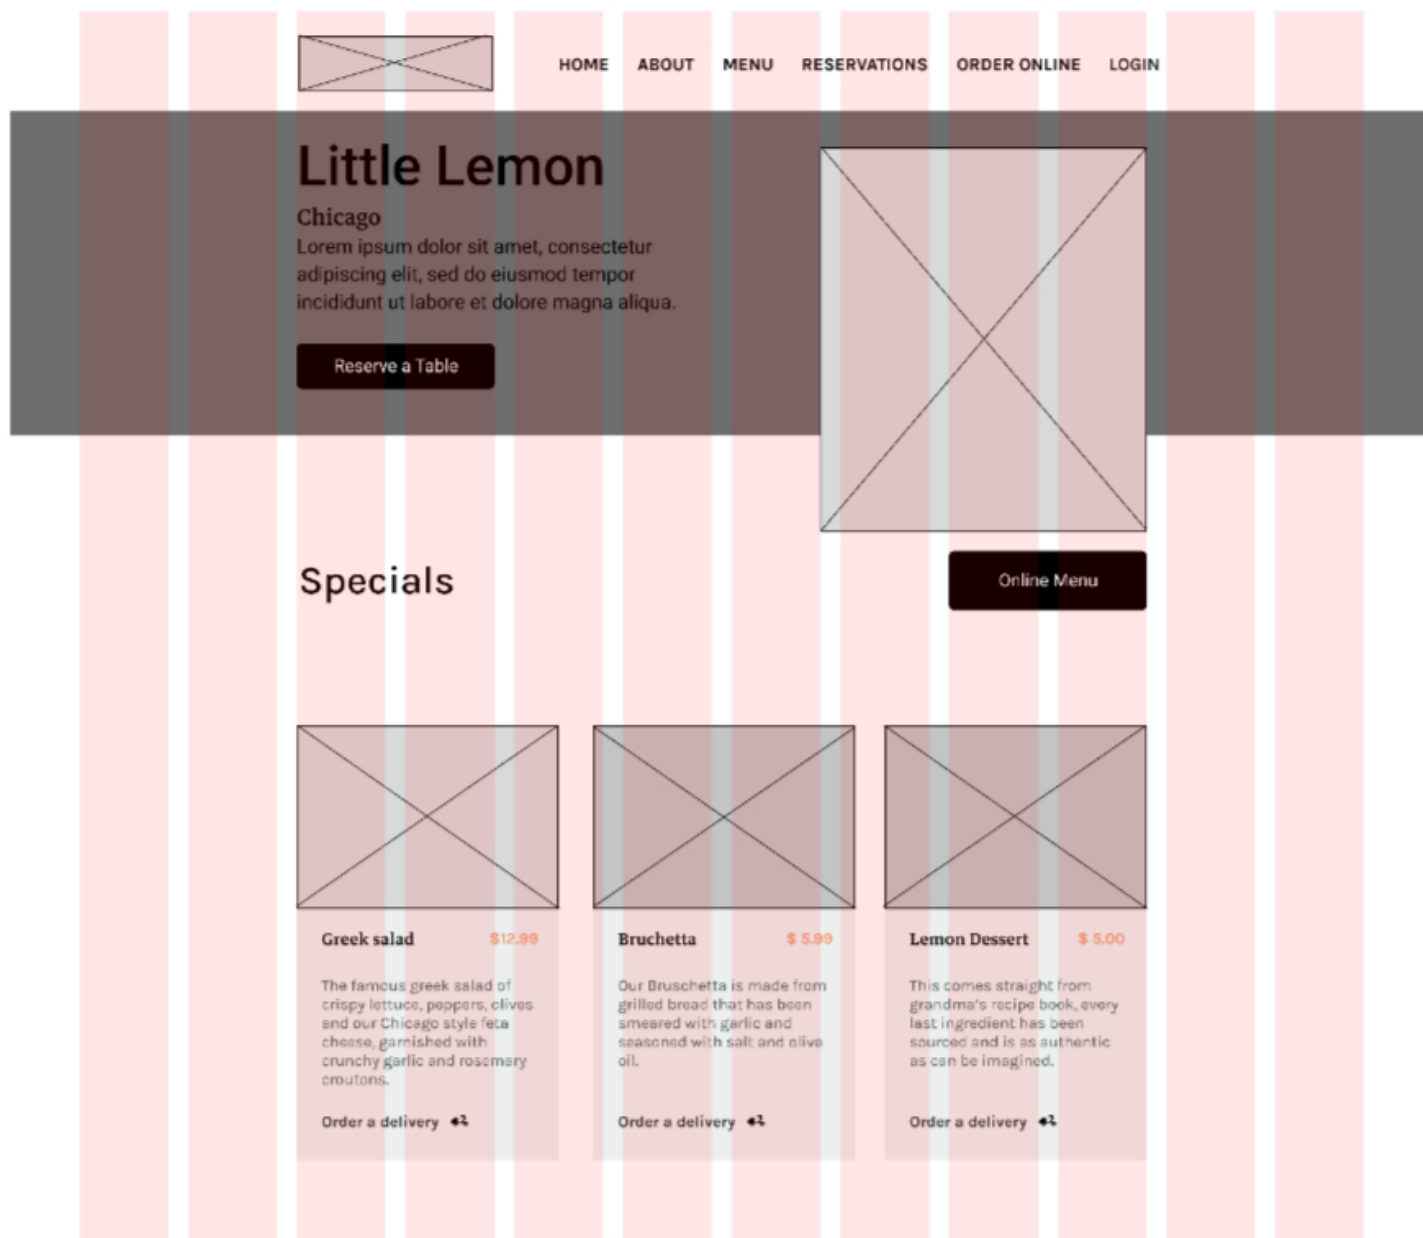 HOME ABOUT MENU RESERVATIONS ORDER ONLINE LOGIN
Little Lemon
Chicago
Lorem ipsum dolor sit amet, consectetur
adipiscing elit, sed do eiusmod tempor
incididunt ut labore et dolore magna aliqua.
Reserve a Table
Specials
Online Menu
Greek salad $12.99
The famous greek salad of
crispy lettuce, peppers, olives
and our Chicago style feta
cheese, garnished with
crunchy garlic and rosemary
croutons.
Order a delivery
Bruchetta $ 5.99
Our Bruschetta is made from
grilled bread that has been
smeared with garlic and
seasoned with salt and olive
oil.
Order a delivery
Lemon Dessert $ 5.00
This comes straight from
grandma's recipe book, every
last ingredient has been
sourced and is as authentic
as can be imagined.
Order a delivery